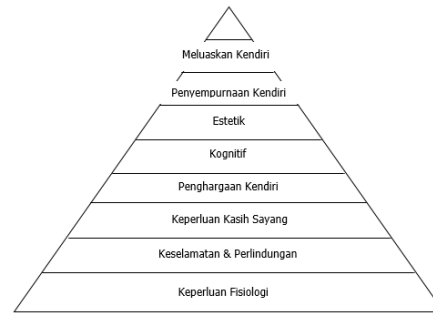 Meluaskan Kendiri
Penyempurnaan Kendiri
Estetik
Kognitif
Penghargaan Kendiri
Keperluan Kasih Sayang
Keselamatan & Perlindungan
Keperluan Fisiologi